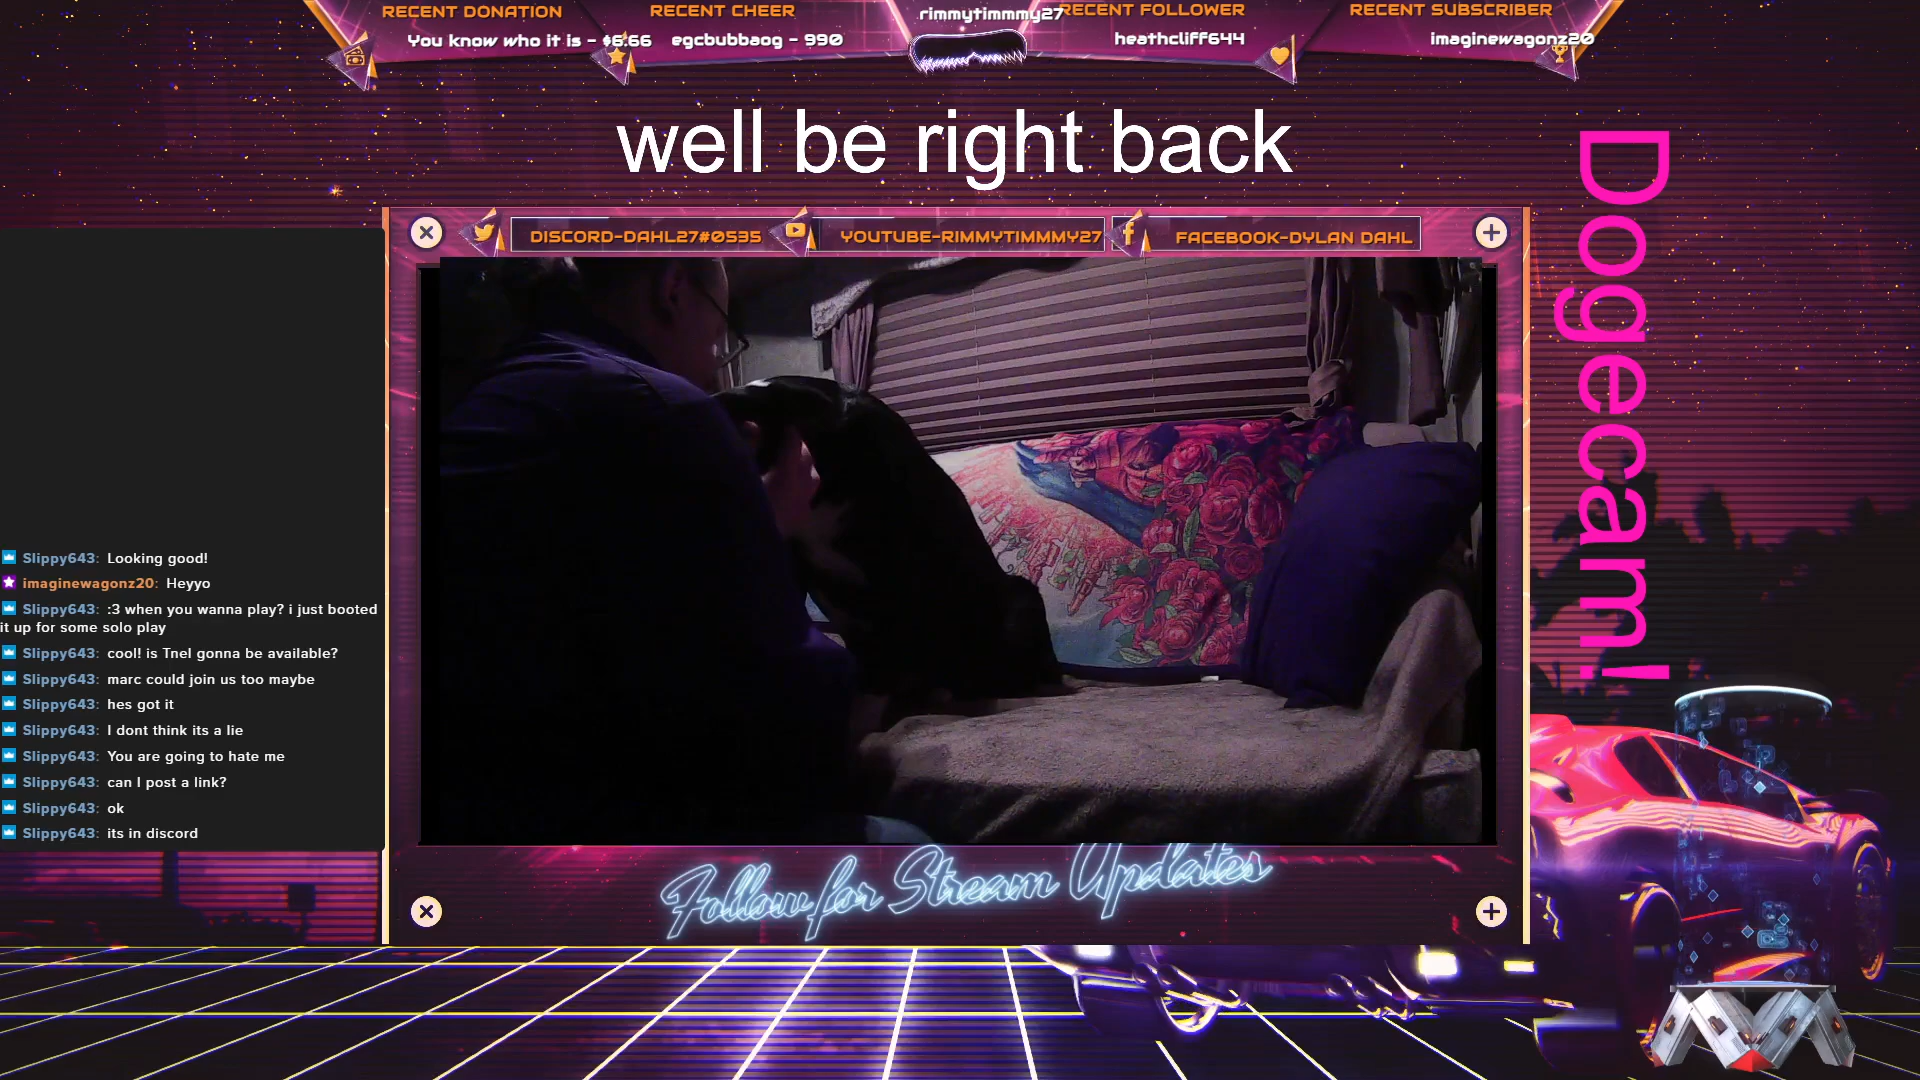 RECENT DONATION
You know who it is - $6.66
RECENT CHEER
egcbubbaog - 990
rimmytimmmy27
RECENT FOLLOWER
heathcliff644
RECENT SUBSCRIBER
imaginewagonz20
well be right back
DISCORD-DAHL27#0535
YOUTUBE-RIMMYTIMMMY27
FACEBOOK-DYLAN DAHL
Dogecam!
Slippy643: Looking good!
imaginewagonz20: Heyyo
Slippy643: :3 when you wanna play? i just booted
it up for some solo play
Slippy643: cool! is Tnel gonna be available?
Slippy643: marc could join us too maybe
Slippy643: hes got it
Slippy643: I dont think its a lie
Slippy643: You are going to hate me
Slippy643: can I post a link?
Slippy643: ok
Slippy643: its in discord
Follow for Stream Updates